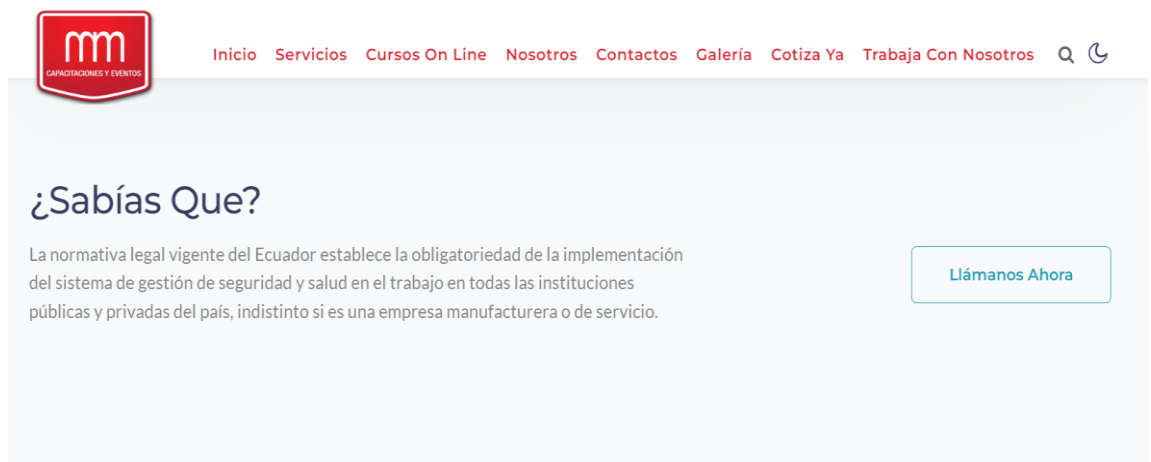 mm
CAPACITACIONES Y EVENTOS
Inicio Servicios Cursos On Line Nosotros Contactos Galería Cotiza Ya Trabaja Con Nosotros
¿Sabías Que?
La normativa legal vigente del Ecuador establece la obligatoriedad de la implementación
del sistema de gestión de seguridad y salud en el trabajo en todas las instituciones
públicas y privadas del país, indistinto si es una empresa manufacturera o de servicio.
Llámanos Ahora